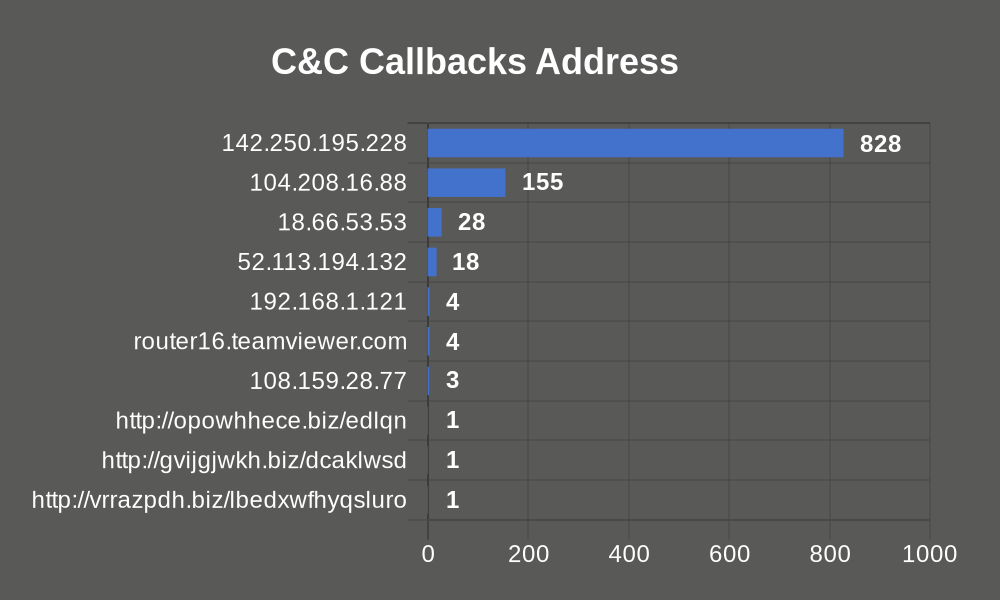 C&C Callbacks Address
142.250.195.228 828
104.208.16.88 155
18.66.53.53 28
52.113.194.132 18
192.168.1.121 4
router16.teamviewer.com 4
108.159.28.77 3
http://opowhhece.biz/edlqn 1
http://gvijgjwkh.biz/dcaklwsd 1
http://vrrazpdh.biz/lbedxwfhyqsluro 1
0 200 400 600 800 1000